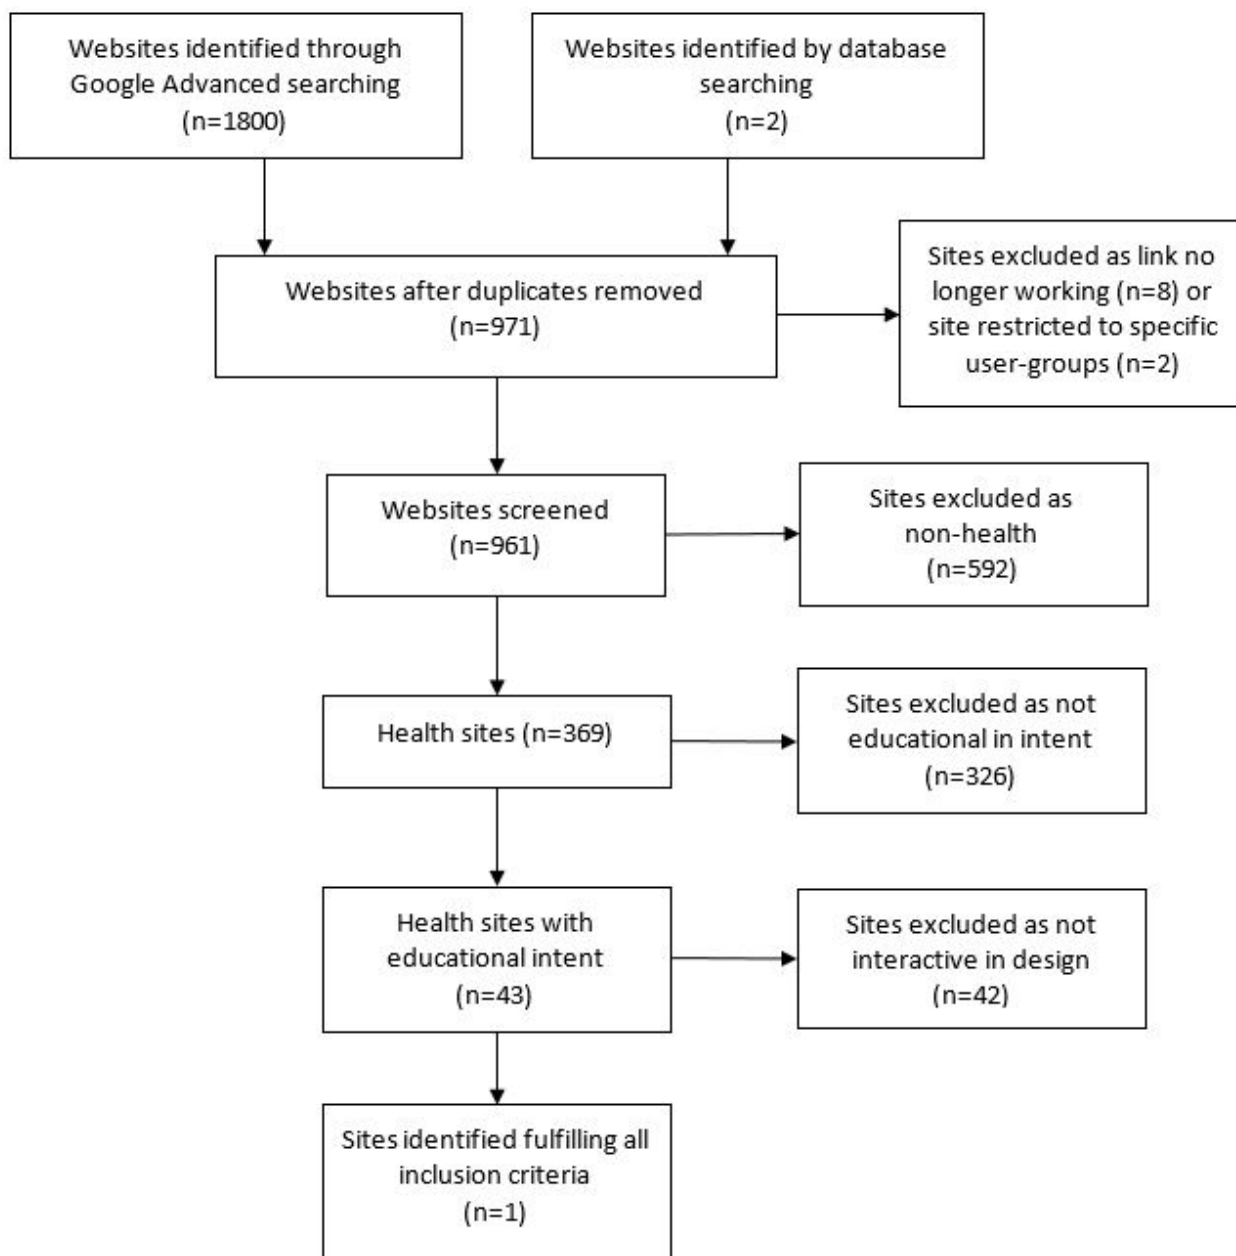 Websites identified through
Google Advanced searching
(n=1800)
Websites identified by database
searching
(n=2)
Websites after duplicates removed
(n=971)
Sites excluded as link no
longer working (n=8) or
site restricted to specific
user-groups (n=2)
Websites screened
(n=961)
Sites excluded as
non-health
(n=592)
Health sites (n=369)
Sites excluded as not
educational in intent
(n=326)
Health sites with
educational intent
(n=43)
Sites excluded as not
interactive in design
(n=42)
Sites identified fulfilling all
inclusion criteria
(n=1)